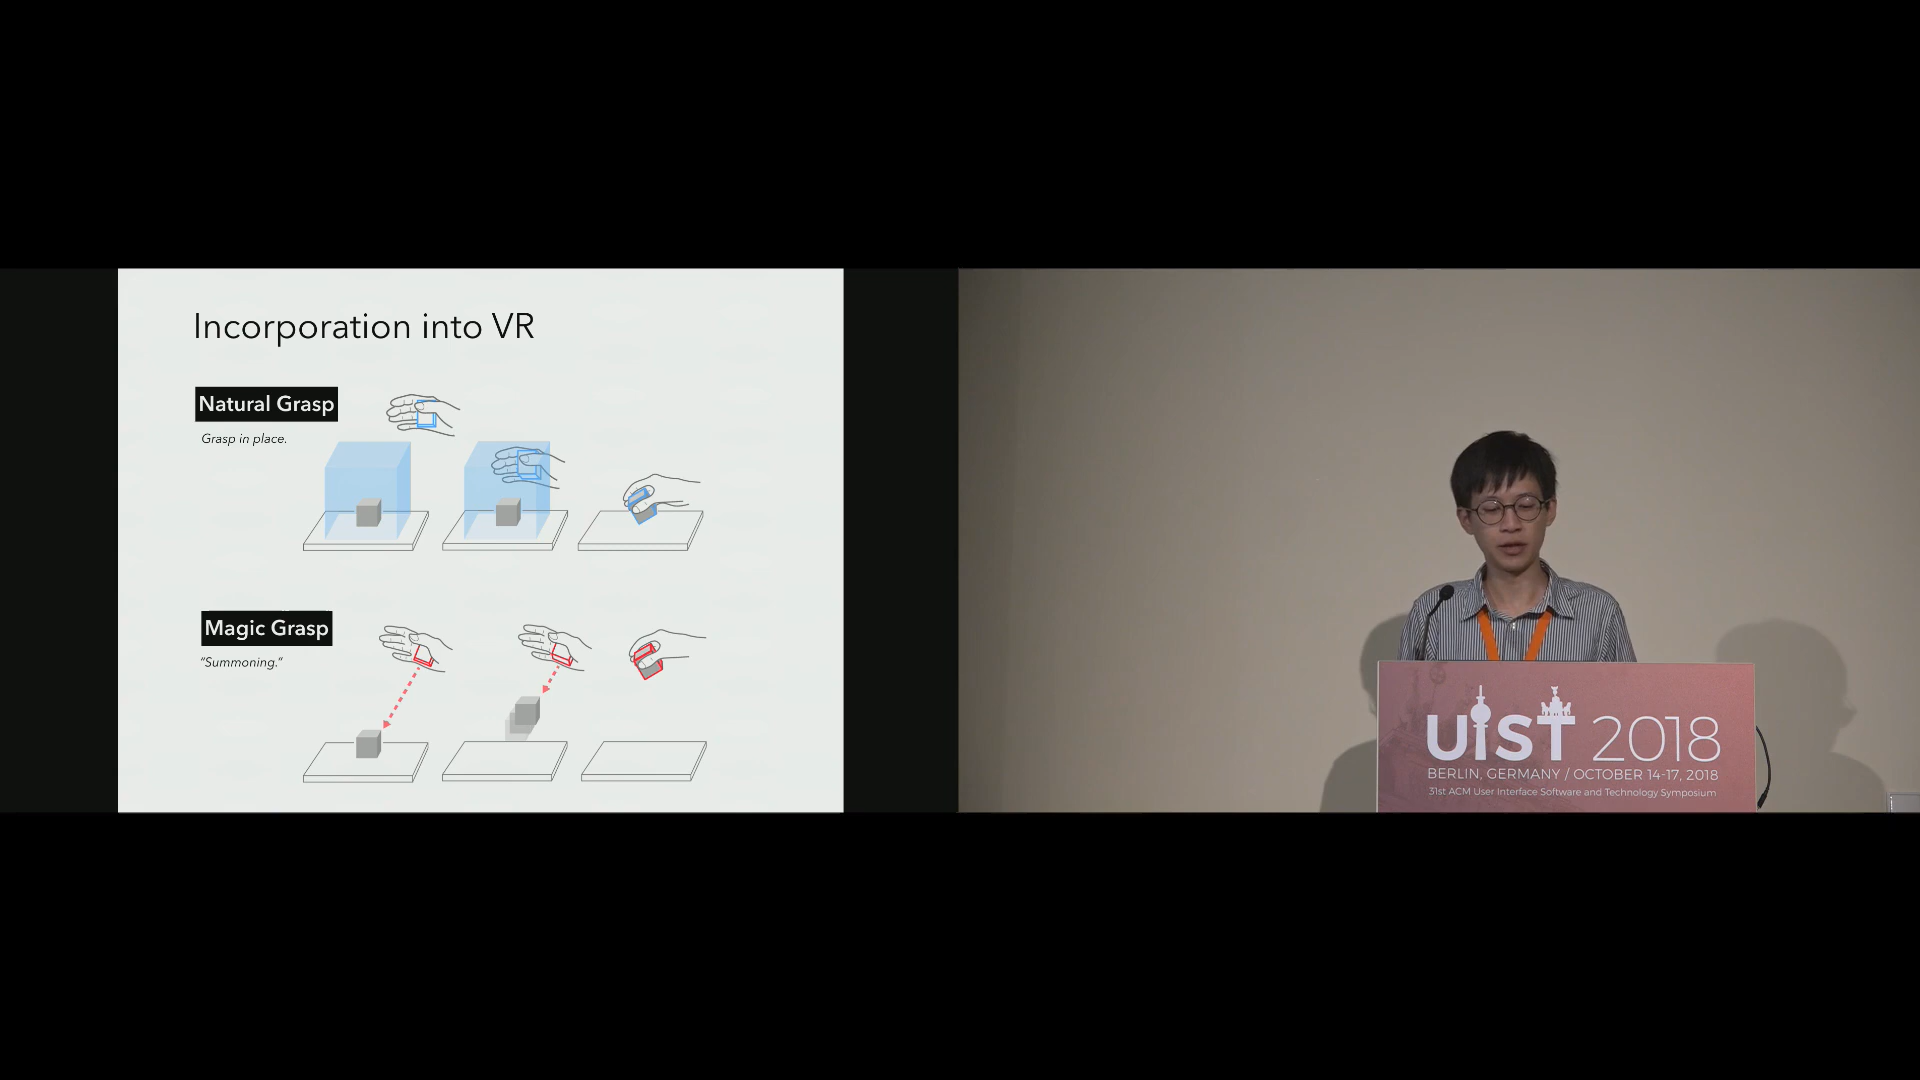 Incorporation into VR
Natural Grasp
Grasp in place.
Magic Grasp
"Summoning."
UIST 2018
BERLIN, GERMANY / OCTOBER 14-17, 2018
31st ACM User Interface Software and Technology Symposium